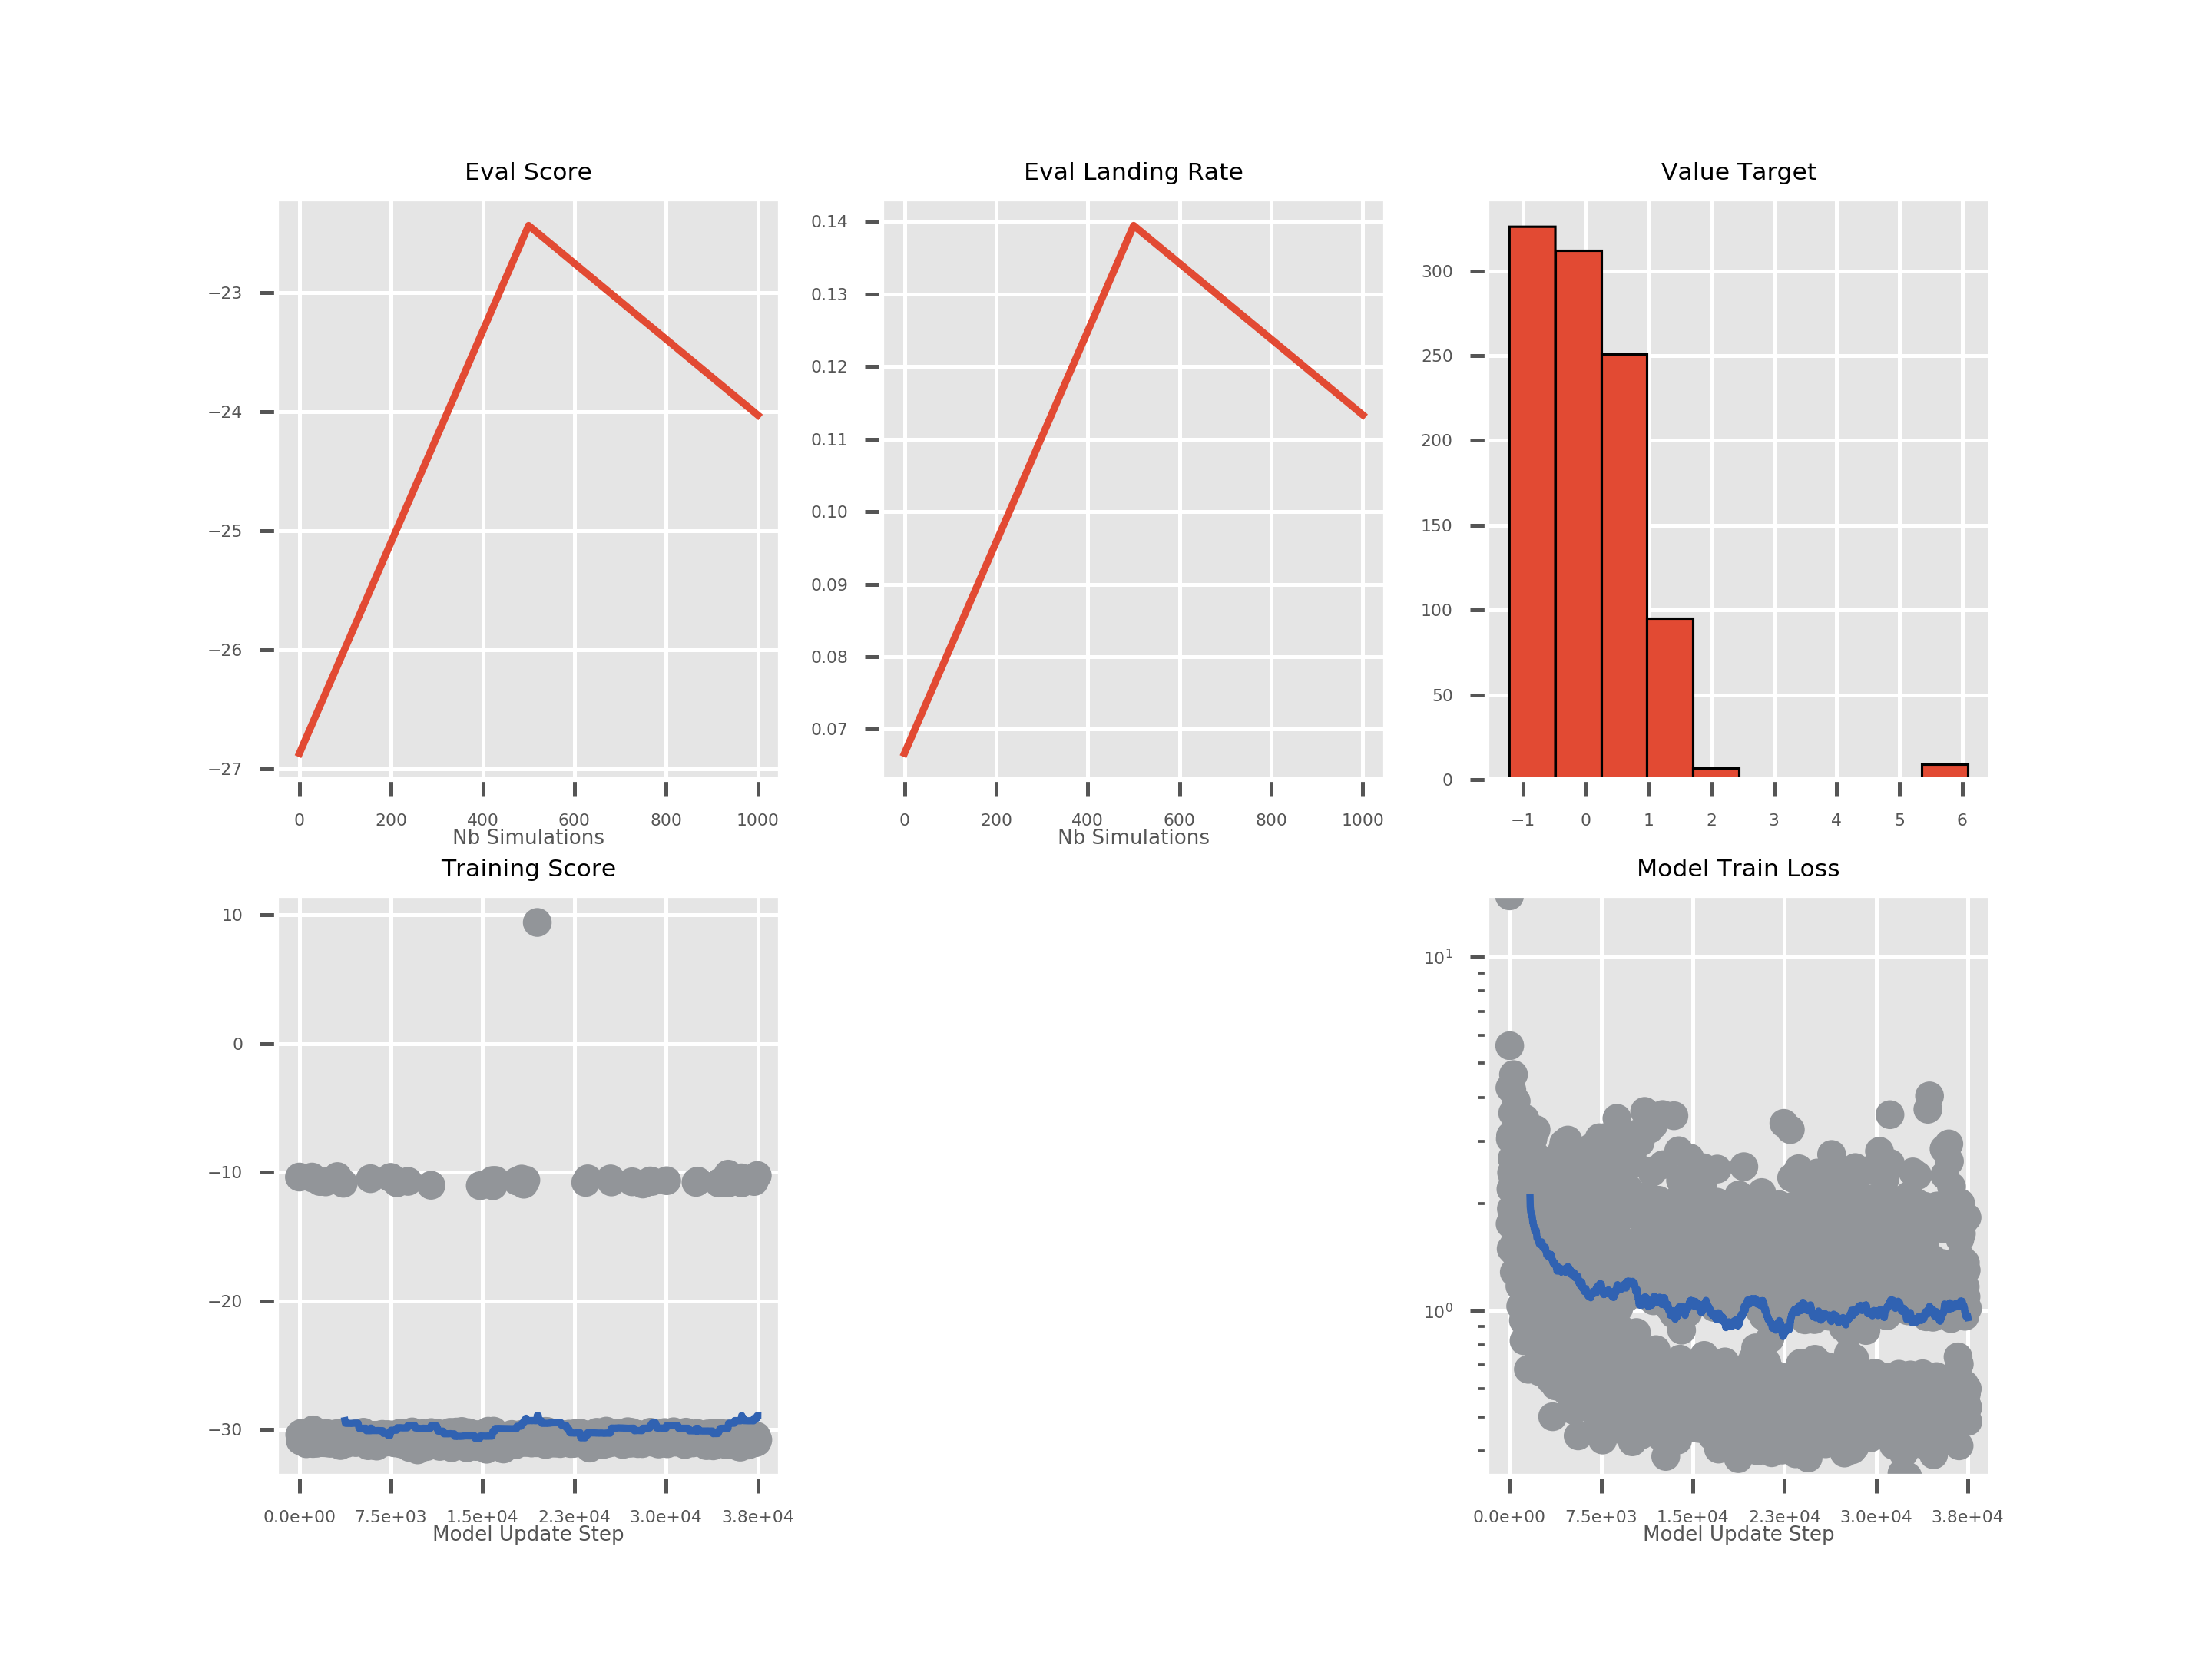 Eval Score
−23
−24
−25
−26
−27
0 200 400 600 800 1000
Nb Simulations
Eval Landing Rate
0.14
0.13
0.12
0.11
0.10
0.09
0.08
0.07
0 200 400 600 800 1000
Nb Simulations
Value Target
300
250
200
150
100
50
0
−1 0 1 2 3 4 5 6
Training Score
10
0
−10
−20
−30
0.0e+00 7.5e+03 1.5e+04 2.3e+04 3.0e+04 3.8e+04
Model Update Step
Model Train Loss
10¹
10⁰
0.0e+00 7.5e+03 1.5e+04 2.3e+04 3.0e+04 3.8e+04
Model Update Step